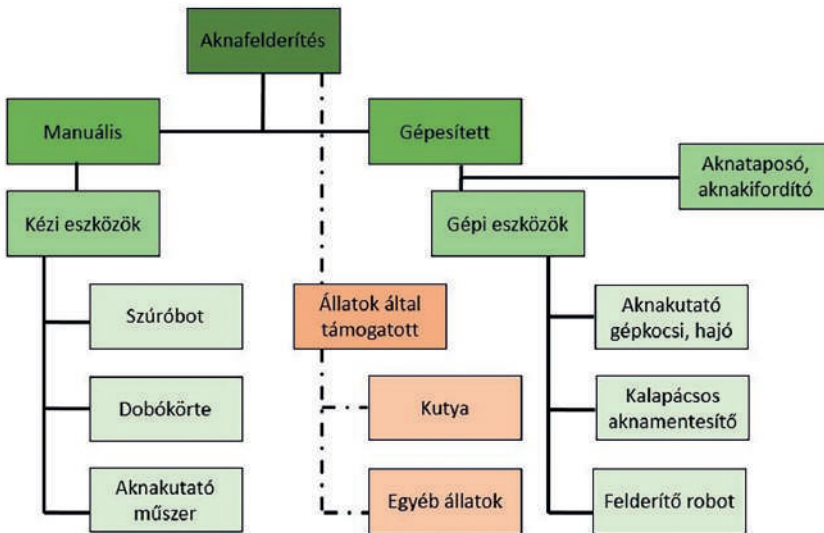 Aknafelderítés
Manuális
Gépesített
Aknataposó,
aknakifordító
Kézi eszközök
Gépi eszközök
Szúróbot
Állatok által
támogatott
Aknakutató
gépkocsi, hajó
Dobókörte
Kutya
Kalapácsos
aknamentesítő
Aknakutató
műszer
Egyéb állatok
Felderítő robot